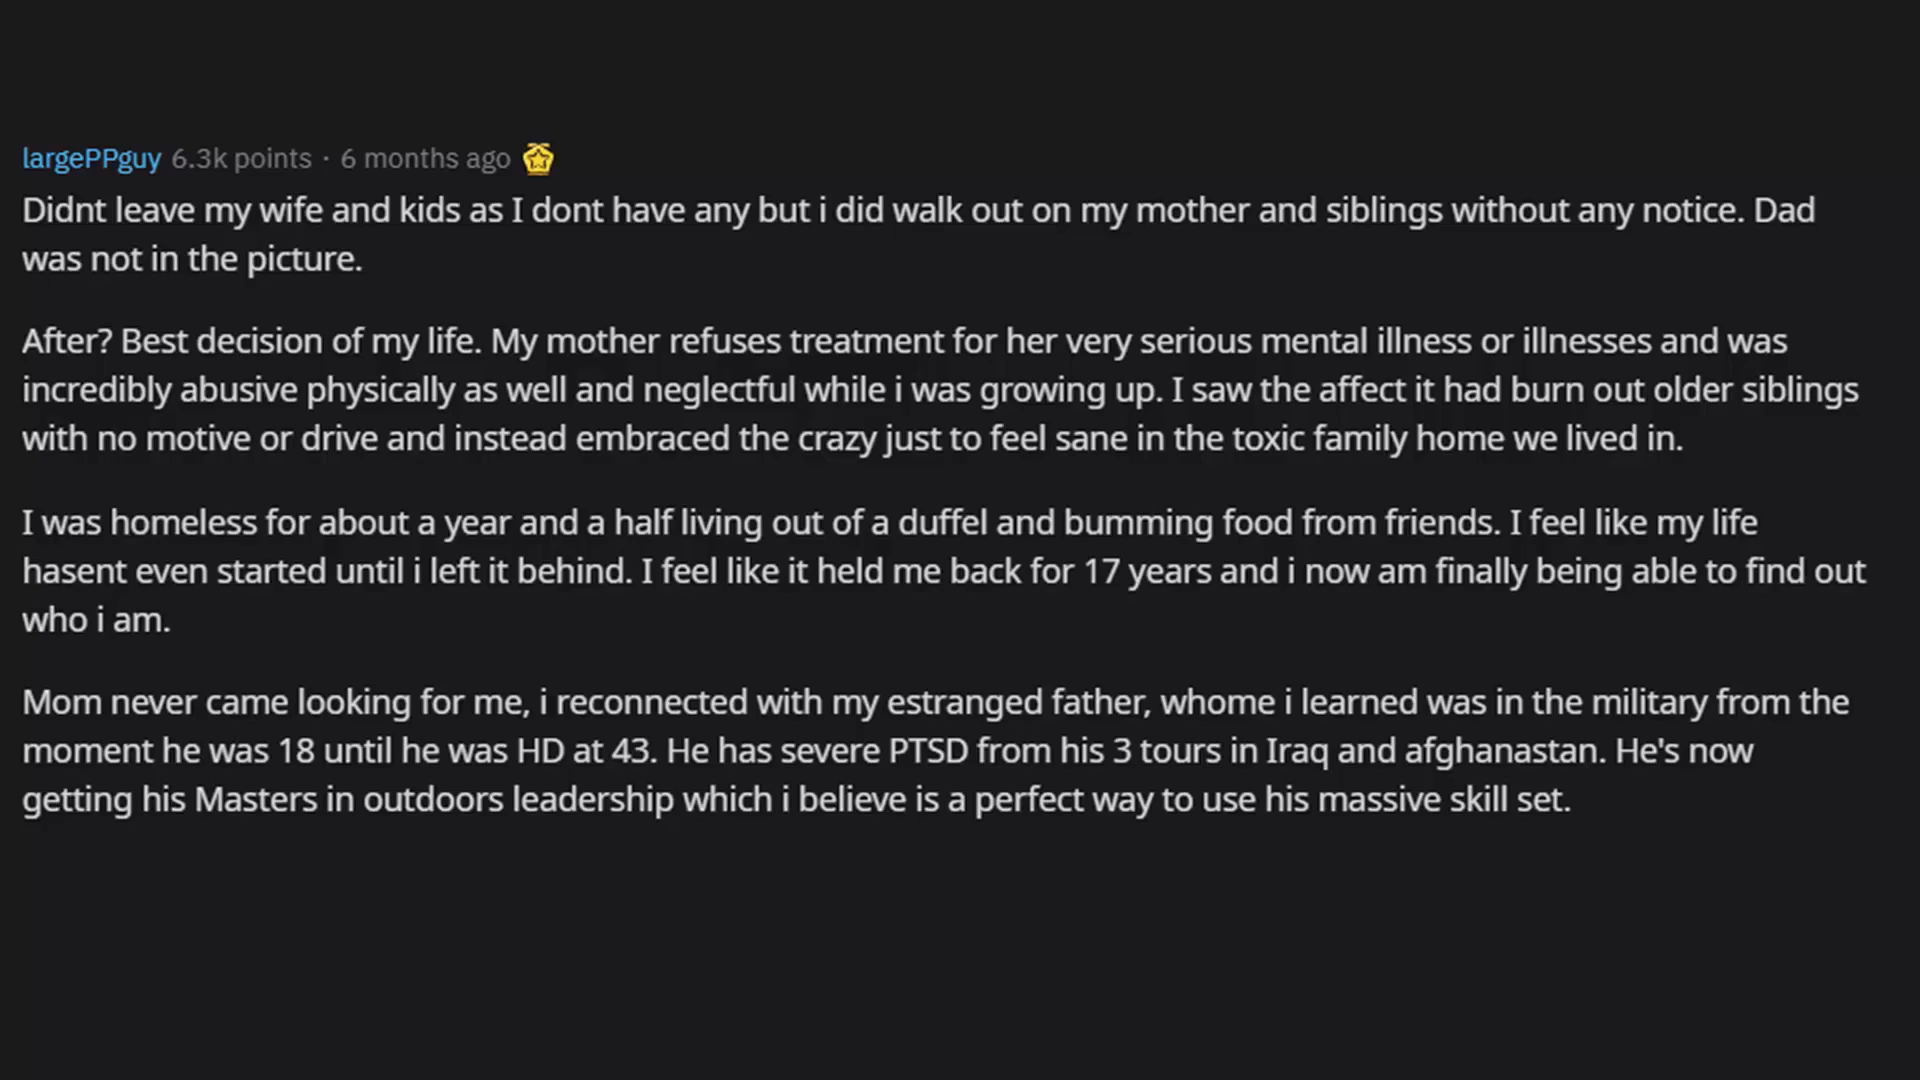 largePPguy 6.3k points · 6 months ago
Didnt leave my wife and kids as I dont have any but i did walk out on my mother and siblings without any notice. Dad
was not in the picture.
After? Best decision of my life. My mother refuses treatment for her very serious mental illness or illnesses and was
incredibly abusive physically as well and neglectful while i was growing up. I saw the affect it had burn out older siblings
with no motive or drive and instead embraced the crazy just to feel sane in the toxic family home we lived in.
I was homeless for about a year and a half living out of a duffel and bumming food from friends. I feel like my life
hasent even started until i left it behind. I feel like it held me back for 17 years and i now am finally being able to find out
who i am.
Mom never came looking for me, i reconnected with my estranged father, whome i learned was in the military from the
moment he was 18 until he was HD at 43. He has severe PTSD from his 3 tours in Iraq and afghanastan. He's now
getting his Masters in outdoors leadership which i believe is a perfect way to use his massive skill set.